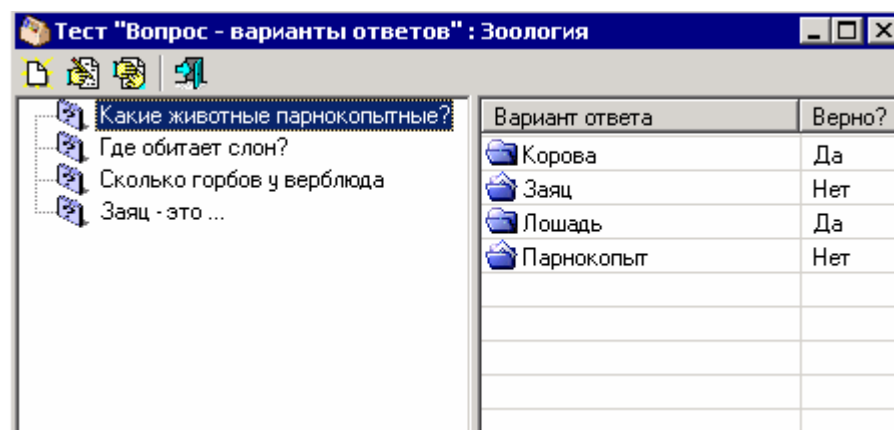 Тест "Вопрос - варианты ответов" : Зоология
Какие животные парнокопытные?
Где обитает слон?
Сколько горбов у верблюда
Заяц - это ...
Вариант ответа Верно?
Корова Да
Заяц Нет
Лошадь Да
Парнокопыт Нет